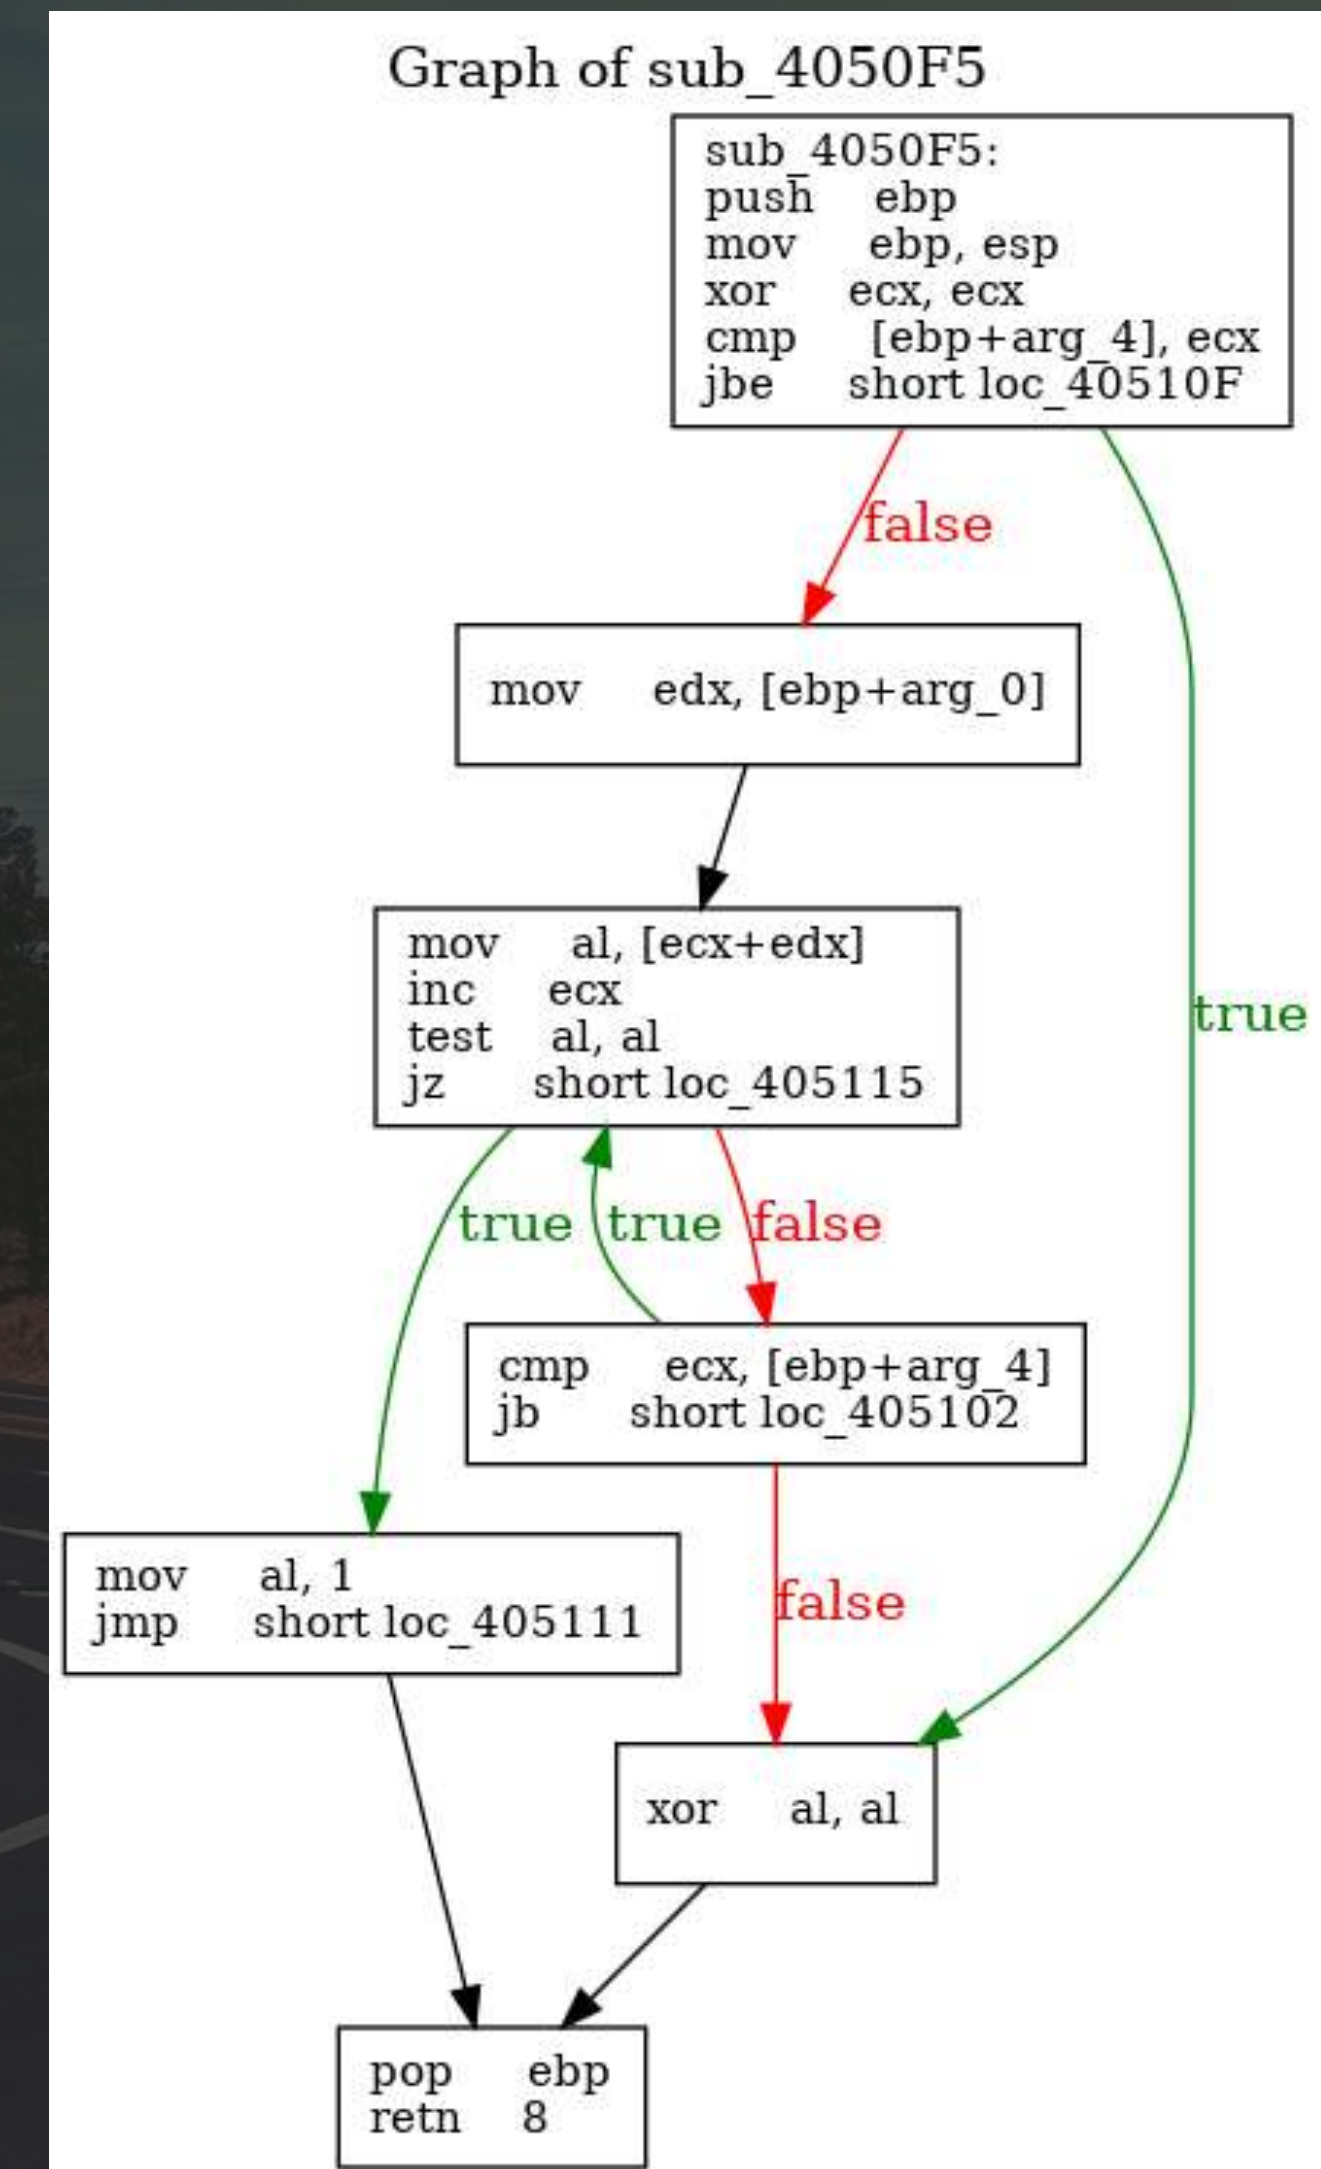 Graph of sub_4050F5
sub_4050F5:
push ebp
mov ebp, esp
xor ecx, ecx
cmp [ebp+arg_4], ecx
jbe short loc_40510F
false
mov edx, [ebp+arg_0]
mov al, [ecx+edx]
inc ecx
test al, al
jz short loc_405115
true
true
true
false
cmp ecx, [ebp+arg_4]
jb short loc_405102
mov al, 1
jmp short loc_405111
false
xor al, al
pop ebp
retn 8